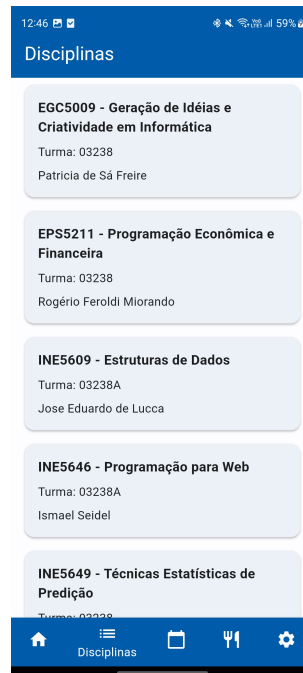 12:46 59%
Disciplinas
EGC5009 - Geração de Idéias e
Criatividade em Informática
Turma: 03238
Patricia de Sá Freire
EPS5211 - Programação Econômica e
Financeira
Turma: 03238
Rogério Feroldi Miorando
INE5609 - Estruturas de Dados
Turma: 03238A
Jose Eduardo de Lucca
INE5646 - Programação para Web
Turma: 03238A
Ismael Seidel
INE5649 - Técnicas Estatísticas de
Predição
Turma: 03238
Disciplinas